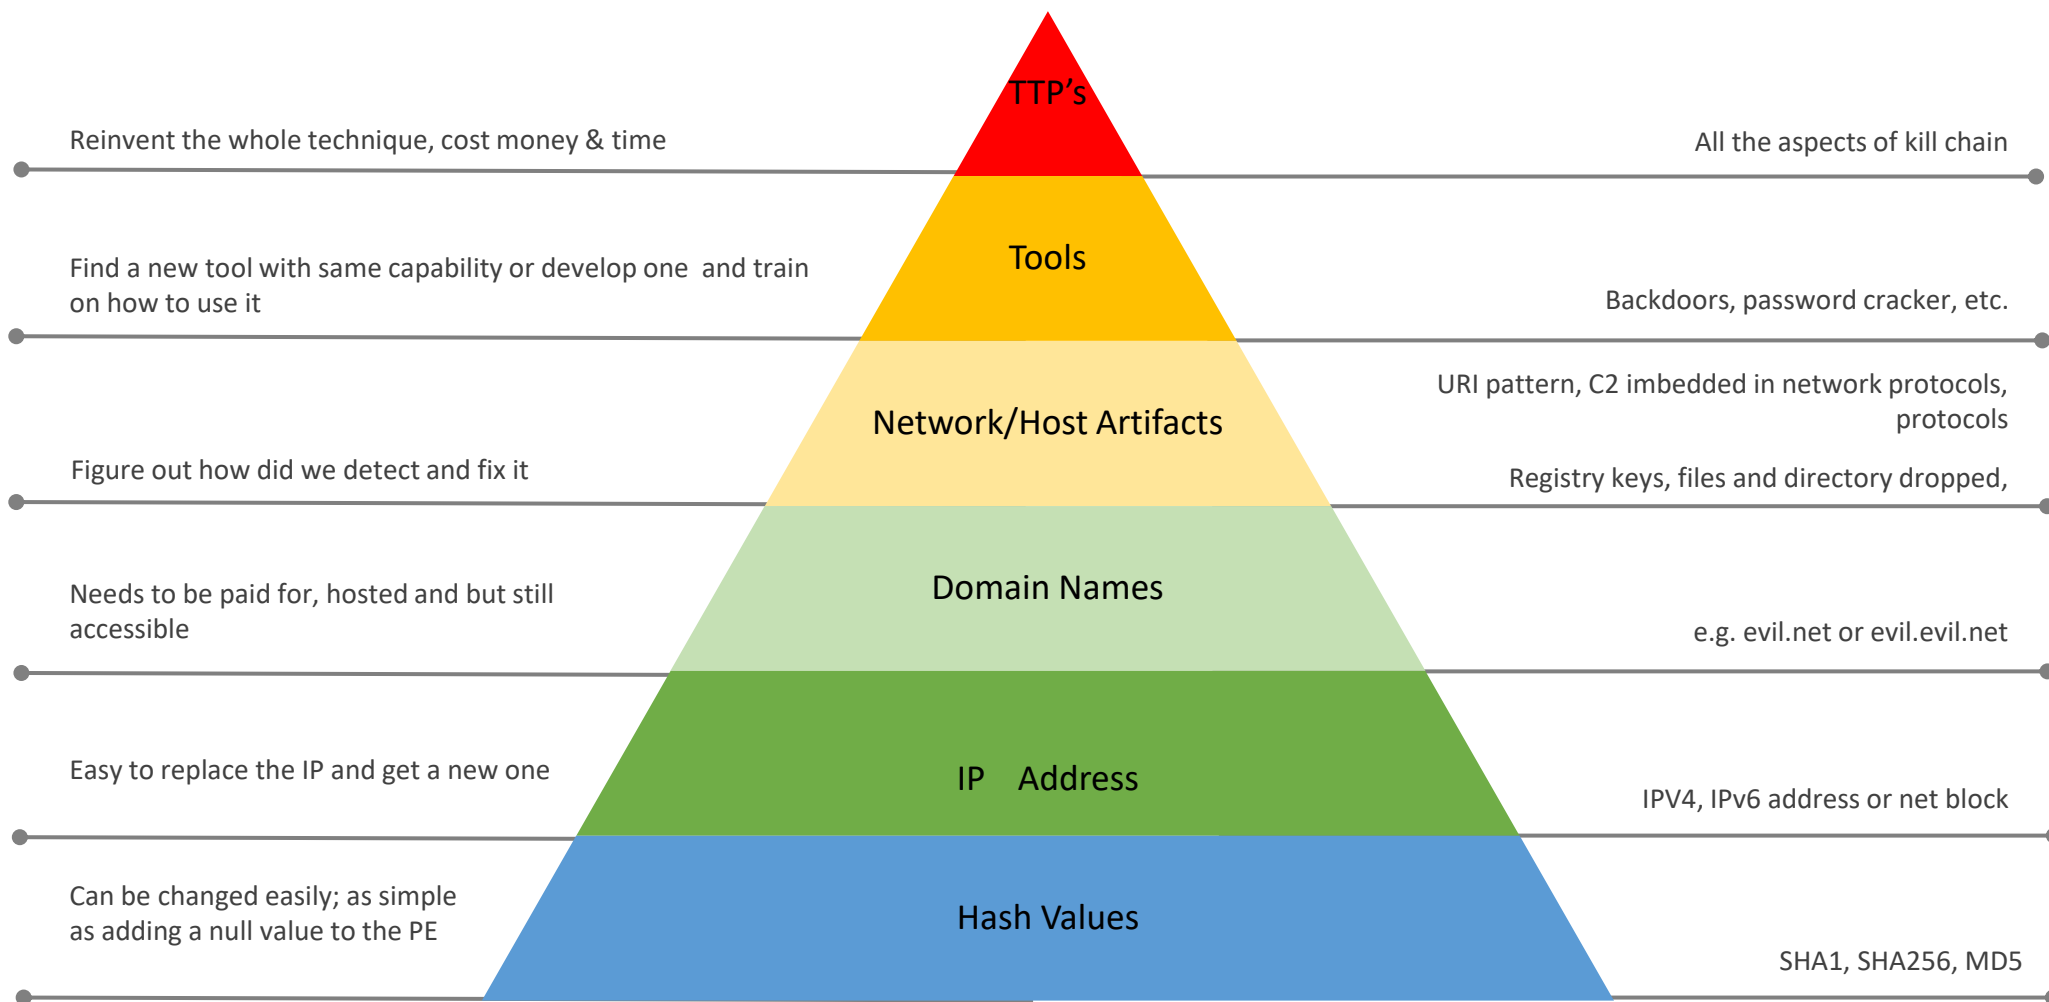 TTP's
Reinvent the whole technique, cost money & time
All the aspects of kill chain
Tools
Find a new tool with same capability or develop one  and train
on how to use it
Backdoors, password cracker, etc.
URI pattern, C2 imbedded in network protocols,
protocols
Network/Host Artifacts
Figure out how did we detect and fix it
Registry keys, files and directory dropped,
Domain Names
Needs to be paid for, hosted and but still
accessible
e.g. evil.net or evil.evil.net
Easy to replace the IP and get a new one
IP    Address
IPV4, IPv6 address or net block
Can be changed easily; as simple
as adding a null value to the PE
Hash Values
SHA1, SHA256, MD5